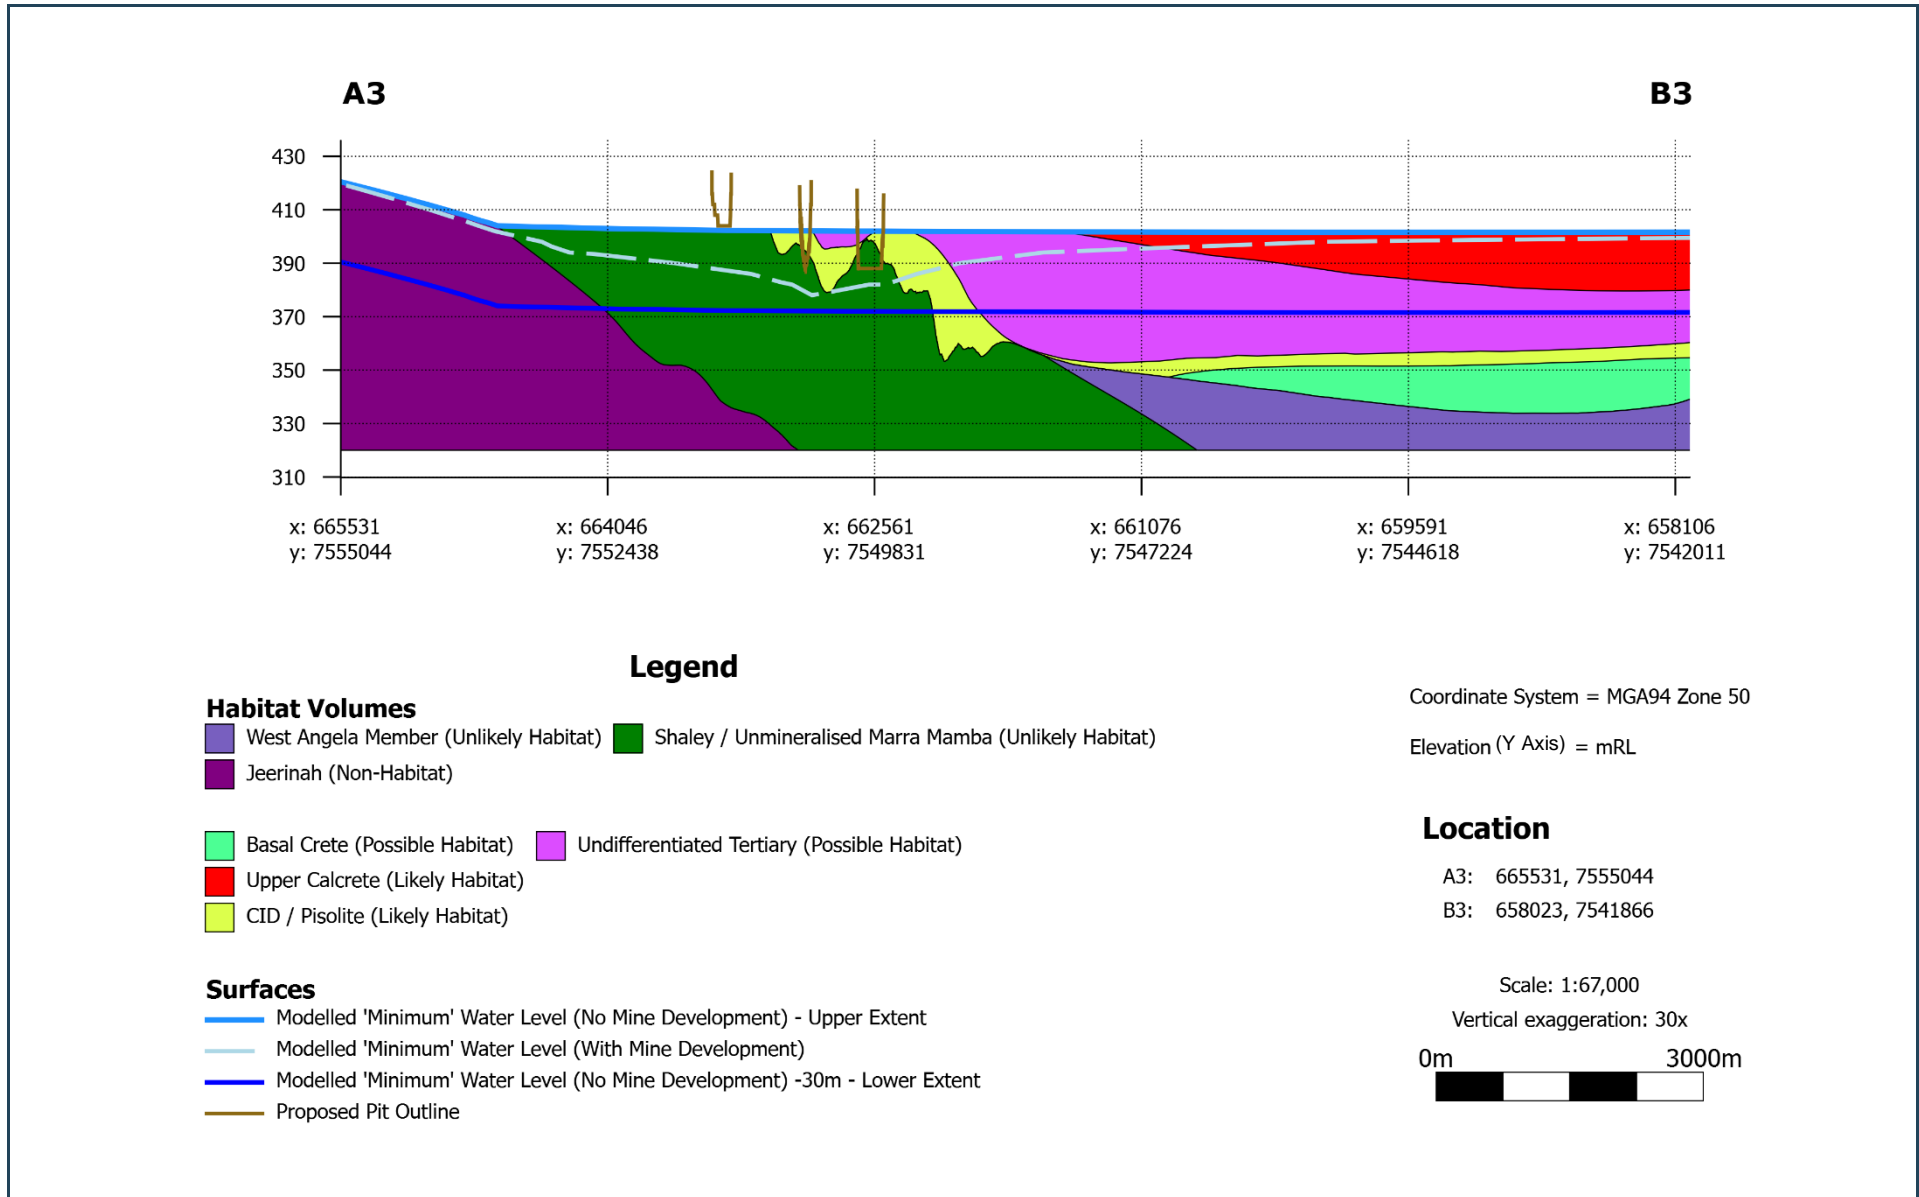 A3 B3
430
410
390
370
350
330
310
x: 665531 x: 664046 x: 662561 x: 661076 x: 659591 x: 658106
y: 7555044 y: 7552438 y: 7549831 y: 7547224 y: 7544618 y: 7542011
Legend
Habitat Volumes
West Angela Member (Unlikely Habitat) Shaley / Unmineralised Marra Mamba (Unlikely Habitat)
Jeerinah (Non-Habitat)
Basal Crete (Possible Habitat) Undifferentiated Tertiary (Possible Habitat)
Upper Calcrete (Likely Habitat)
CID / Pisolite (Likely Habitat)
Surfaces
Modelled 'Minimum' Water Level (No Mine Development) - Upper Extent
Modelled 'Minimum' Water Level (With Mine Development)
Modelled 'Minimum' Water Level (No Mine Development) -30m - Lower Extent
Proposed Pit Outline
Coordinate System = MGA94 Zone 50
Elevation (Y Axis) = mRL
Location
A3: 665531, 7555044
B3: 658023, 7541866
Scale: 1:67,000
Vertical exaggeration: 30x
0m 3000m